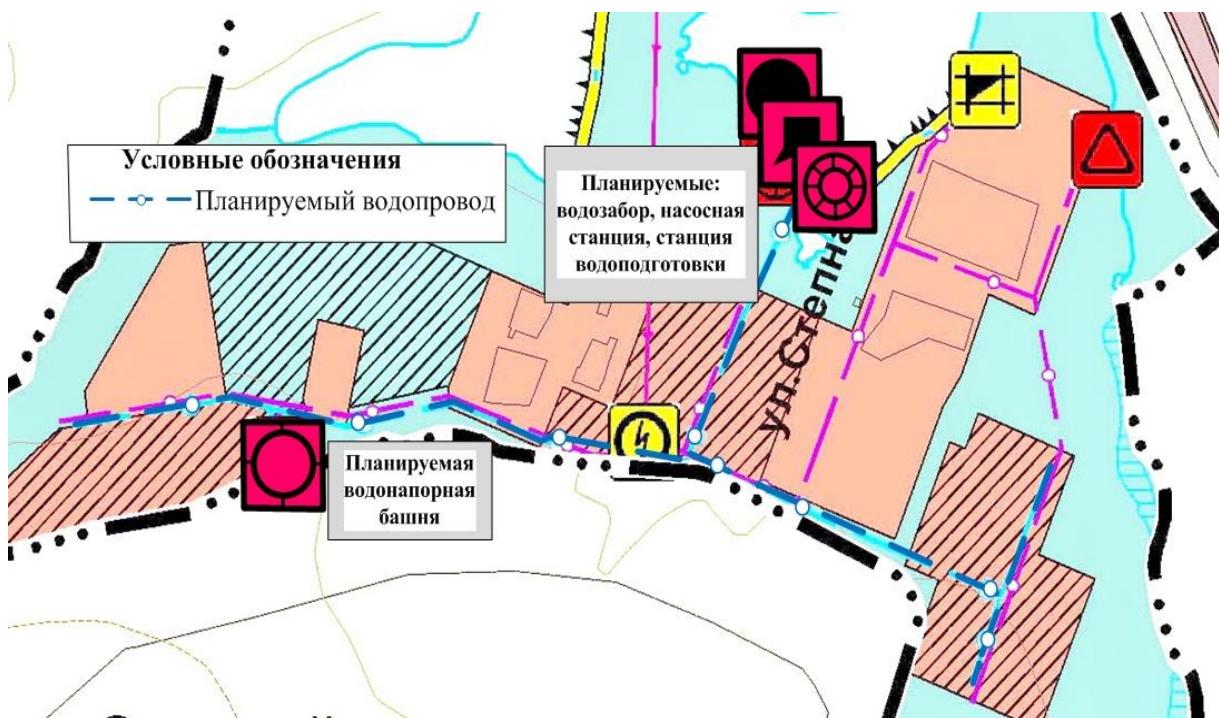 Условные обозначения
Планируемый водопровод
Планируемые:
водозабор, насосная
станция, станция
водоподготовки
ул.Степна
Планируемая
водонапорная
башня